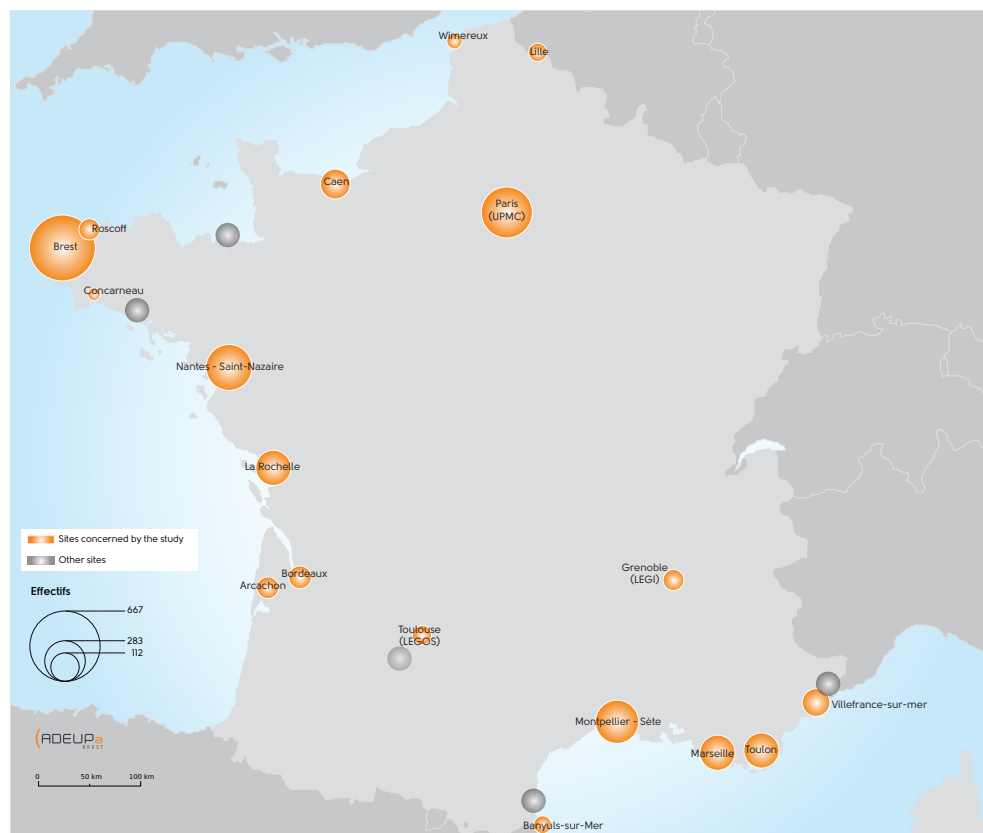 Wimereux
Lille
Caen
Paris
(UPMC)
Roscoff
Brest
Concarneau
Nantes - Saint-Nazaire
La Rochelle
Sites concerned by the study
Other sites
Bordeaux
Arcachon
Grenoble
(LEGI)
Effectifs
667
283
112
Toulouse
(LEGOS)
Villefrance-sur-mer
Montpellier - Sète
Marseille
Toulon
ADEUPa
BREST
0 50 km 100 km
Banyuls-sur-Mer